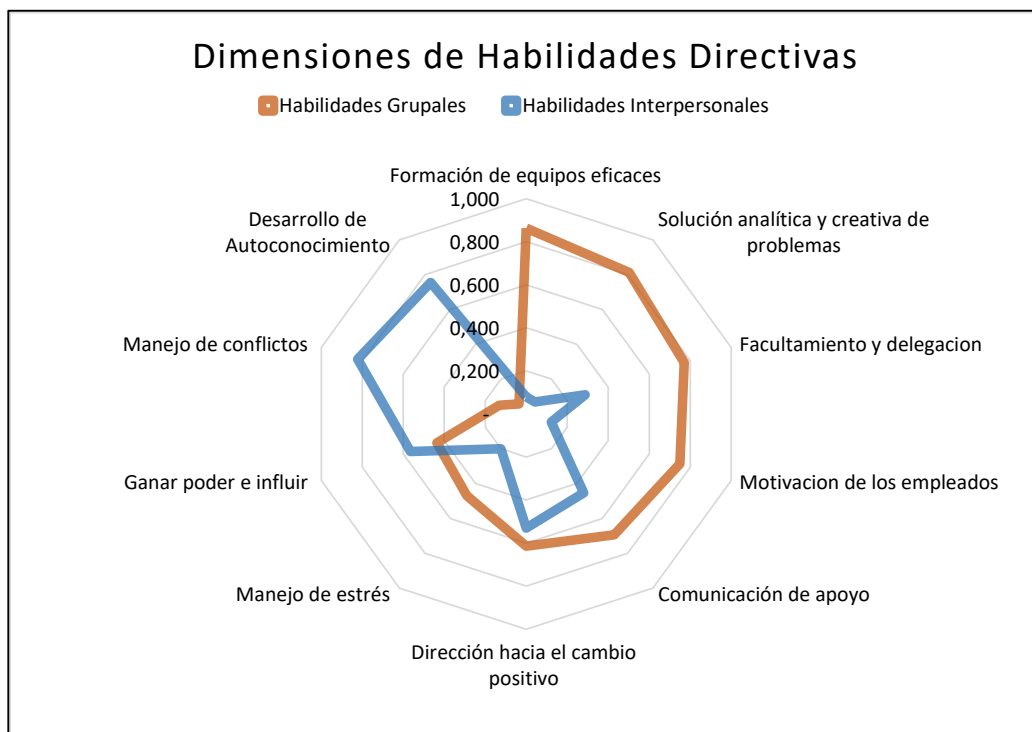 Dimensiones de Habilidades Directivas
Habilidades Grupales
Habilidades Interpersonales
Formación de equipos eficaces
Solución analítica y creativa de
problemas
Facultamiento y delegacion
Motivacion de los empleados
Comunicación de apoyo
Dirección hacia el cambio
positivo
Manejo de estrés
Ganar poder e influir
Manejo de conflictos
Desarrollo de
Autoconocimiento
1,000
0,800
0,600
0,400
0,200
-